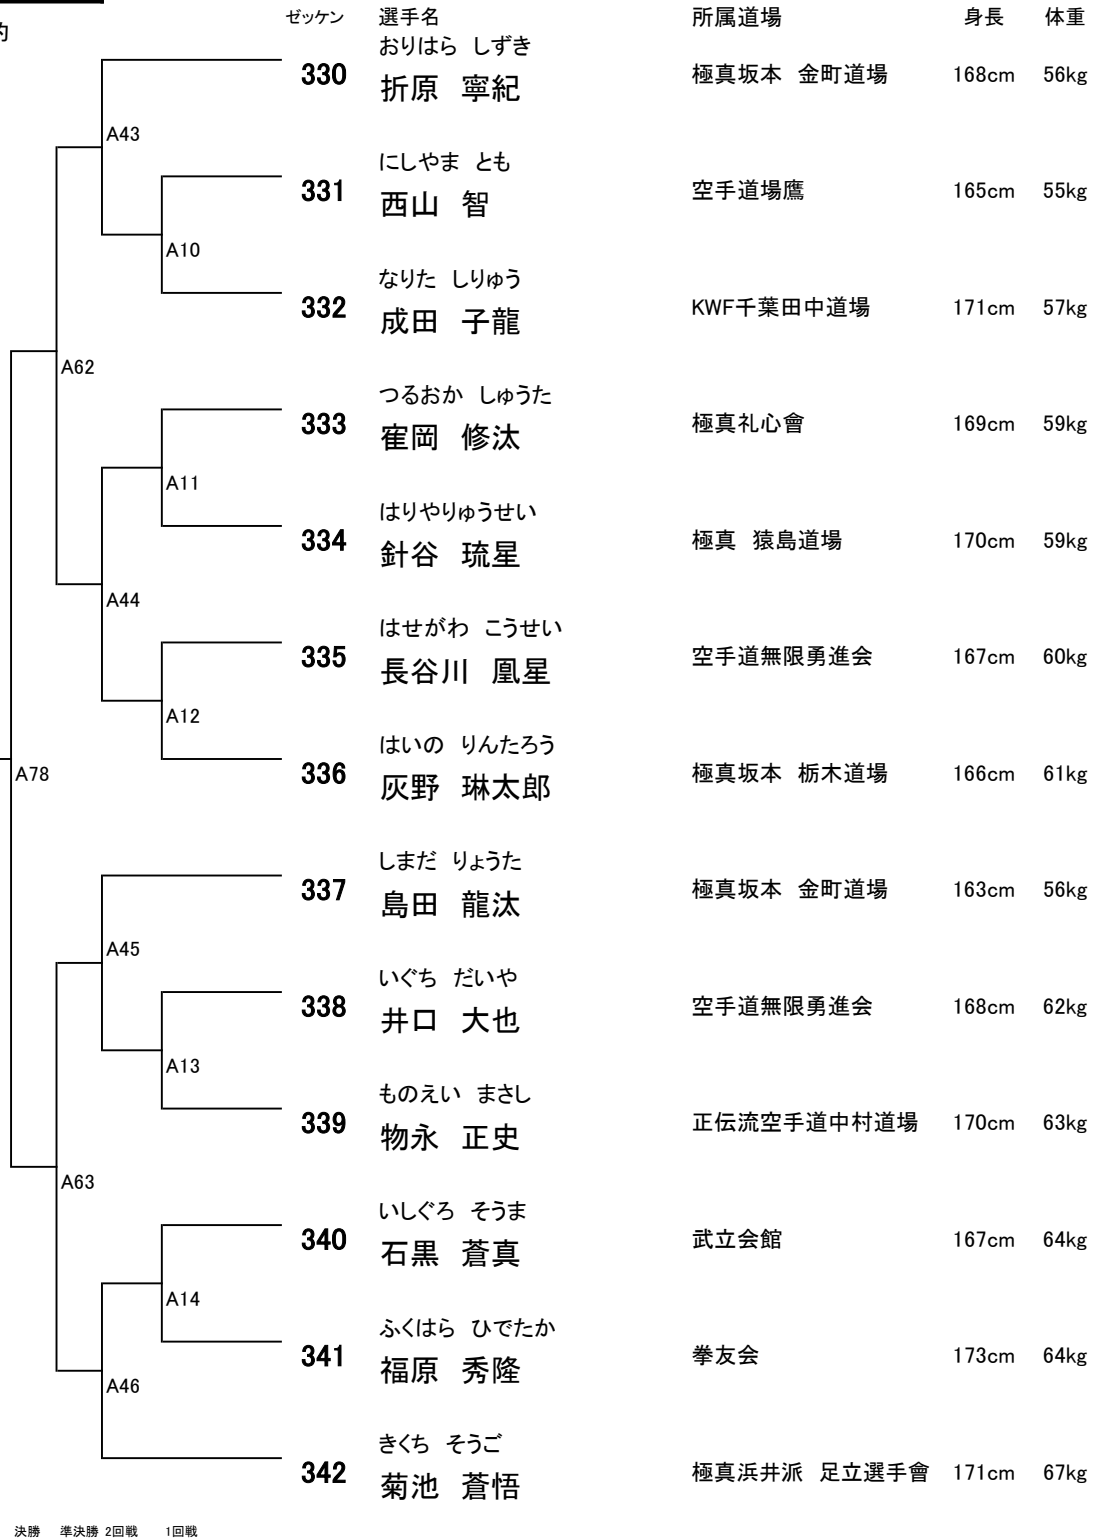 ゼッケン 選手名 所属道場 身長 体重
約
おりはら しずき
330 折原 寧紀 極真坂本 金町道場 168cm 56kg
A43
にしやま とも
331 西山 智 空手道場鷹 165cm 55kg
A10
なりた しりゅう
332 成田 子龍 KWF千葉田中道場 171cm 57kg
A62
つるおか しゅうた
333 寉岡 修汰 極真礼心會 169cm 59kg
A11
はりやりゅうせい
334 針谷 琉星 極真 猿島道場 170cm 59kg
A44
はせがわ こうせい
335 長谷川 凰星 空手道無限勇進会 167cm 60kg
A12
はいの りんたろう
336 灰野 琳太郎 極真坂本 栃木道場 166cm 61kg
A78
しまだ りょうた
337 島田 龍汰 極真坂本 金町道場 163cm 56kg
A45
いぐち だいや
338 井口 大也 空手道無限勇進会 168cm 62kg
A13
ものえい まさし
339 物永 正史 正伝流空手道中村道場 170cm 63kg
A63
いしぐろ そうま
340 石黒 蒼真 武立会館 167cm 64kg
A14
ふくはら ひでたか
341 福原 秀隆 拳友会 173cm 64kg
A46
きくち そうご
342 菊池 蒼悟 極真浜井派 足立選手會 171cm 67kg
決勝 準決勝 2回戦 1回戦